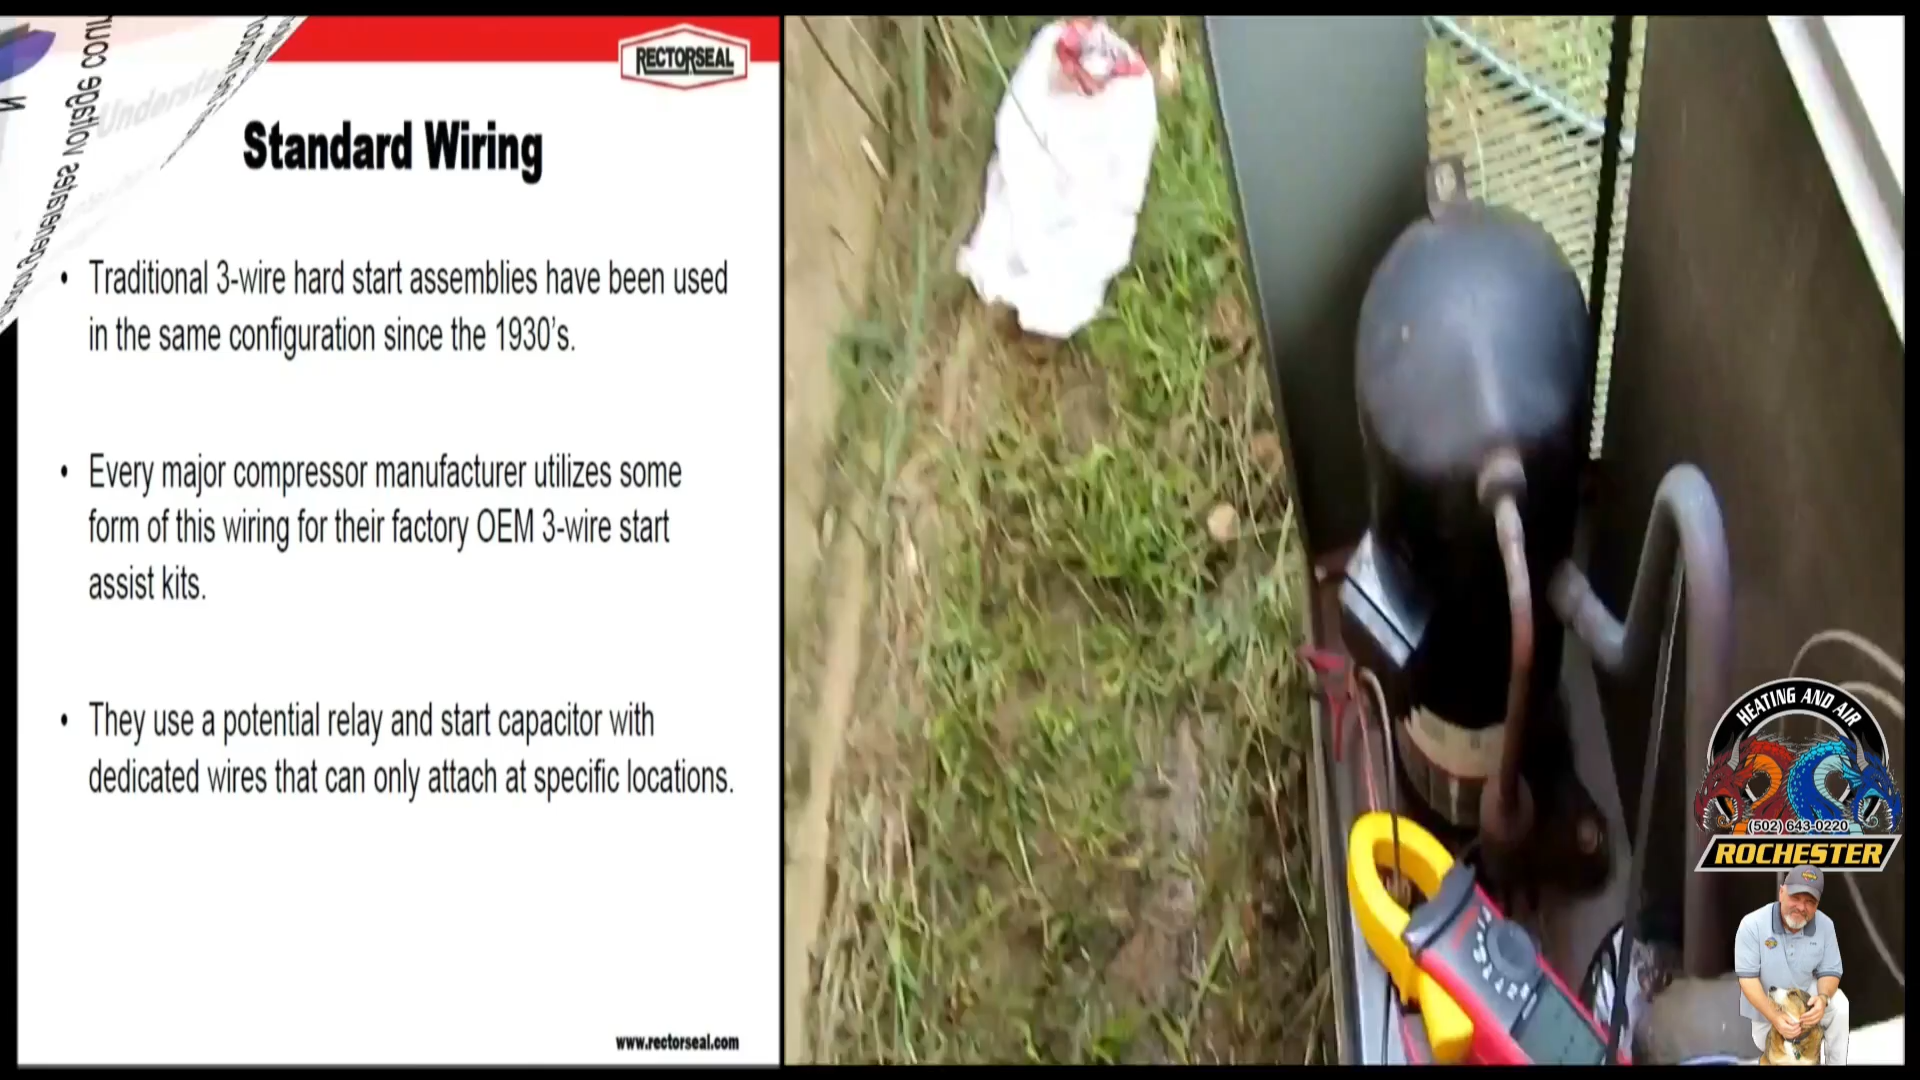 RECTORSEAL
Standard Wiring
• Traditional 3-wire hard start assemblies have been used
in the same configuration since the 1930’s.
• Every major compressor manufacturer utilizes some
form of this wiring for their factory OEM 3-wire start
assist kits.
• They use a potential relay and start capacitor with
dedicated wires that can only attach at specific locations.
www.rectorseal.com
HEATING AND AIR
(502) 643-0220
ROCHESTER